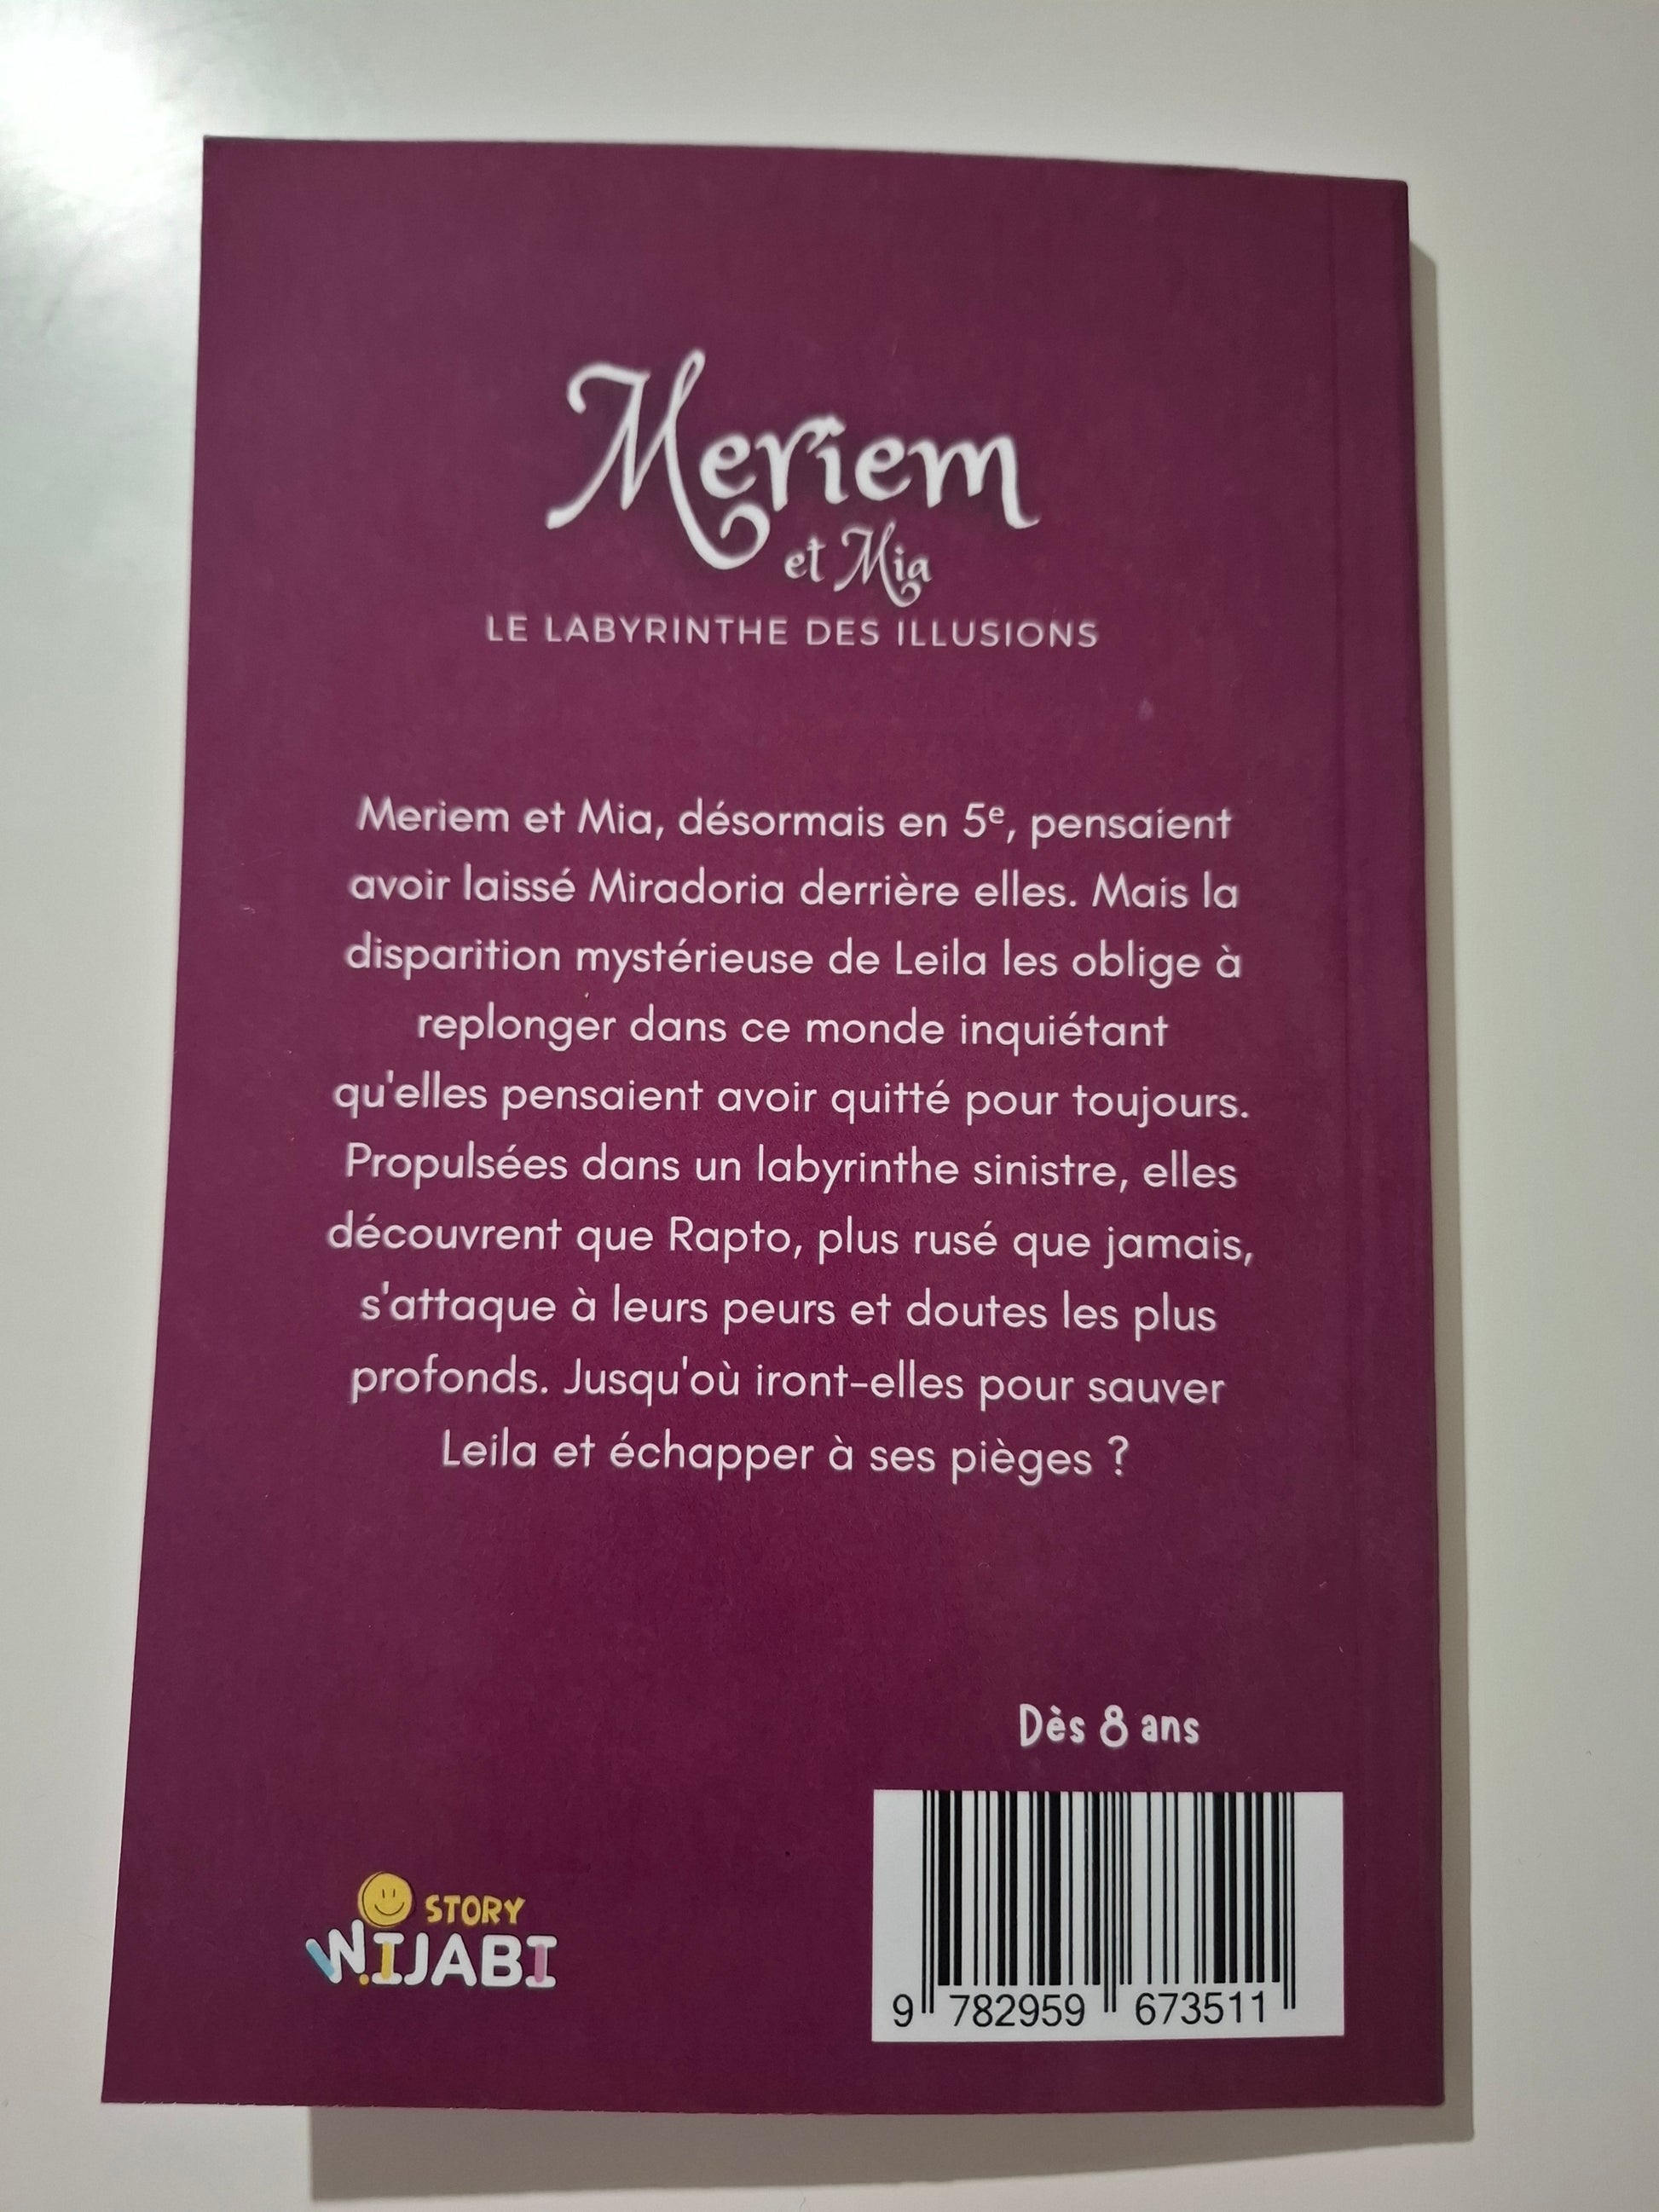 Meriem
et Mia
LE LABYRINTHE DES ILLUSIONS
Meriem et Mia, désormais en 5ᵉ, pensaient
avoir laissé Miradoria derrière elles. Mais la
disparition mystérieuse de Leila les oblige à
replonger dans ce monde inquiétant
qu'elles pensaient avoir quitté pour toujours.
Propulsées dans un labyrinthe sinistre, elles
découvrent que Rapto, plus rusé que jamais,
s'attaque à leurs peurs et doutes les plus
profonds. Jusqu'où iront-elles pour sauver
Leila et échapper à ses pièges ?
Dès 8 ans
STORY
WIJABI
9 782959 673511